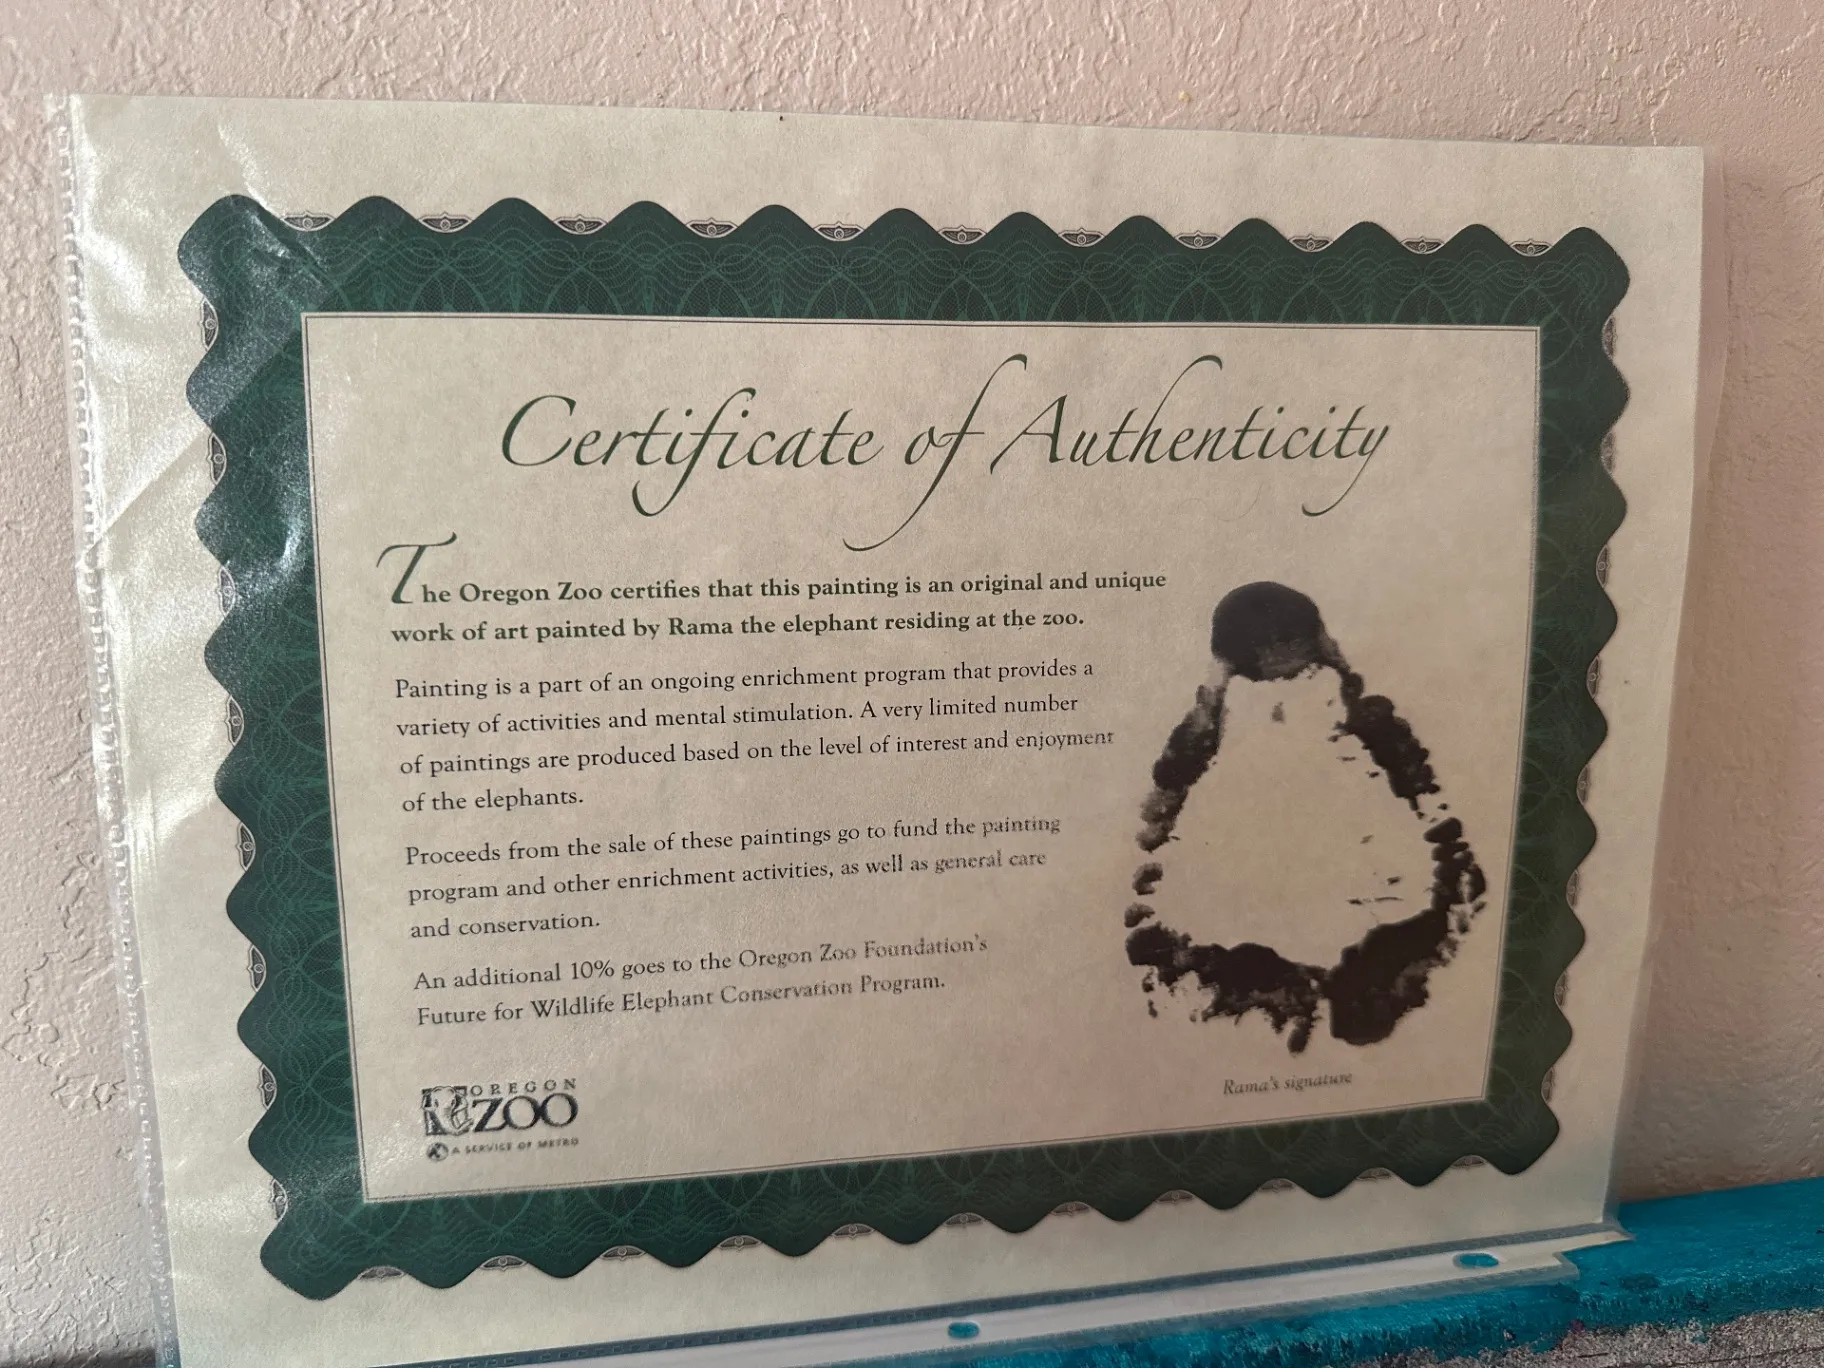 Certificate of Authenticity
The Oregon Zoo certifies that this painting is an original and unique
work of art painted by Rama the elephant residing at the zoo.
Painting is a part of an ongoing enrichment program that provides a
variety of activities and mental stimulation. A very limited number
of paintings are produced based on the level of interest and enjoyment
of the elephants.
Proceeds from the sale of these paintings go to fund the painting
program and other enrichment activities, as well as general care
and conservation.
An additional 10% goes to the Oregon Zoo Foundation's
Future for Wildlife Elephant Conservation Program.
OREGON
ZOO
A SERVICE OF METRO
Rama's signature